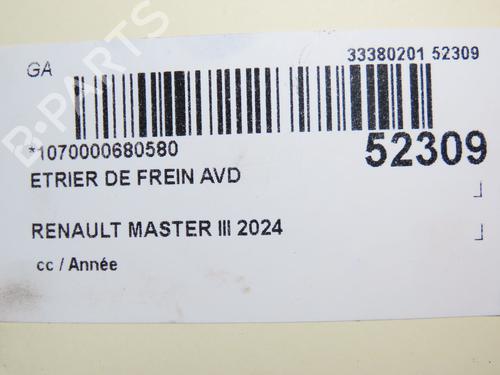 GA
33380201 52309
*1070000680580
52309
ETRIER DE FREIN AVD
RENAULT MASTER III 2024
cc / Année
B-PARTS